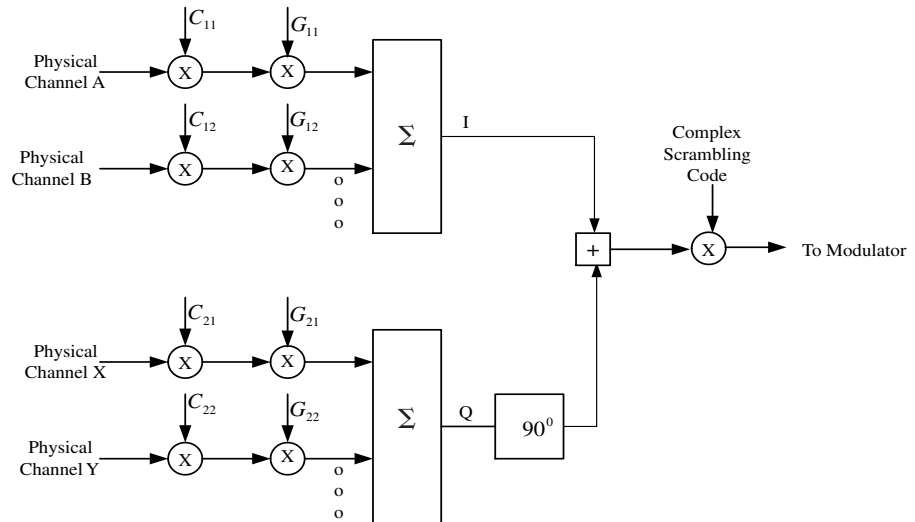 C₁₁ G₁₁
Physical
Channel A
X X
C₁₂ G₁₂
Physical
Channel B
X X
o
o
o
Σ
I
Complex
Scrambling
Code
+
X
To Modulator
C₂₁ G₂₁
Physical
Channel X
X X
C₂₂ G₂₂
Physical
Channel Y
X X
o
o
o
Σ
Q
90⁰